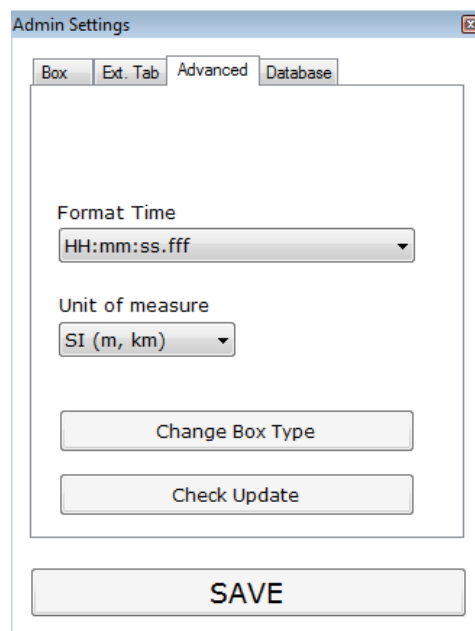 Admin Settings
Box Ext. Tab Advanced Database
Format Time
HH:mm:ss.fff
Unit of measure
SI (m, km)
Change Box Type
Check Update
SAVE